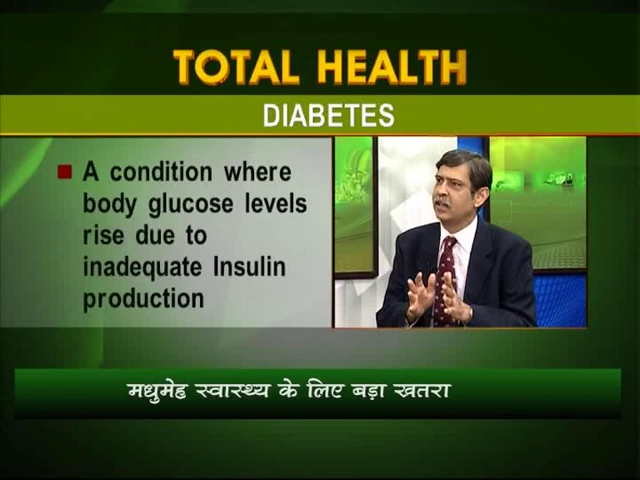 TOTAL HEALTH
DIABETES
A condition where
body glucose levels
rise due to
inadequate Insulin
production
मधुमेह स्वास्थ्य के लिए बड़ा खतरा